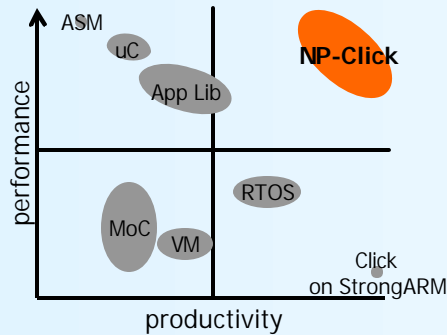 ASM
uC
NP-Click
App Lib
performance
RTOS
MoC
VM
Click
on StrongARM
productivity